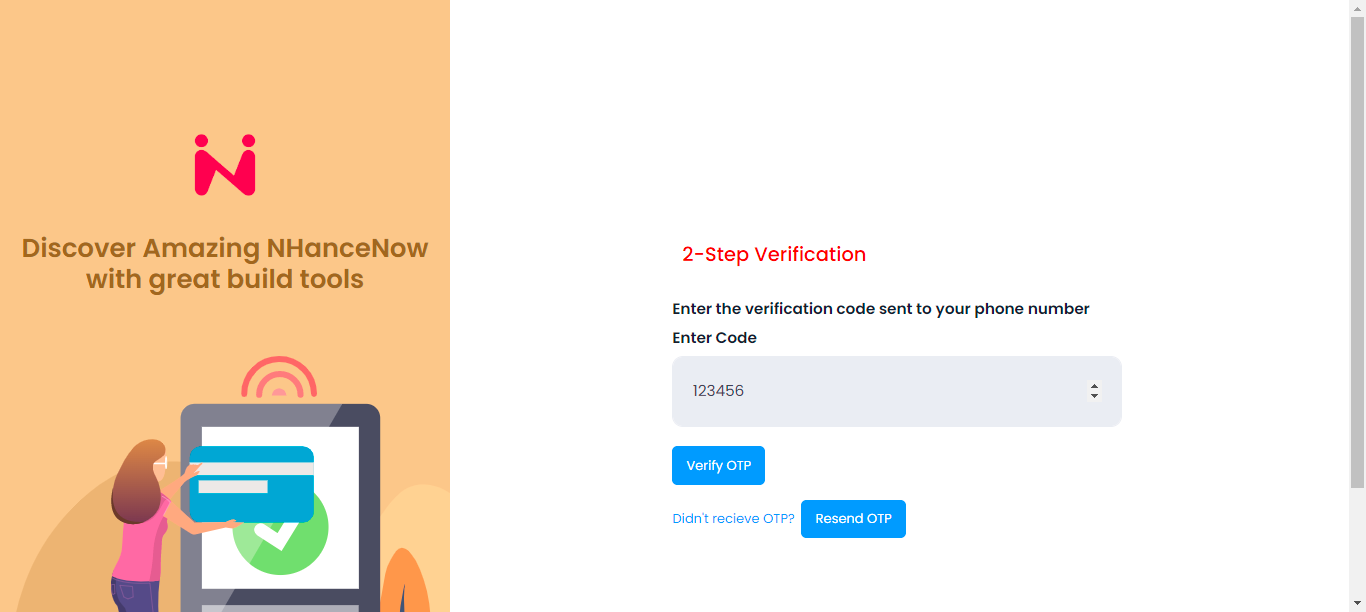 Discover Amazing NHanceNow
with great build tools
2-Step Verification
Enter the verification code sent to your phone number
Enter Code
123456
Verify OTP
Didn't recieve OTP? Resend OTP